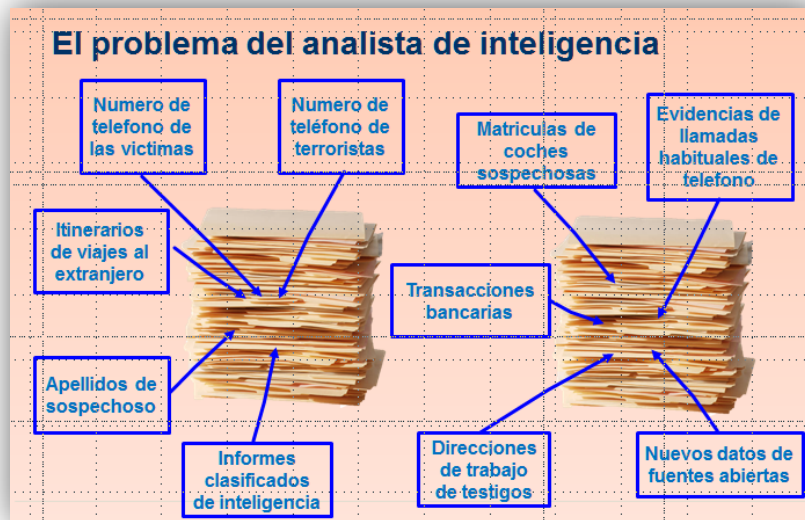 El problema del analista de inteligencia
Numero de
telefono de
las victimas
Numero de
teléfono de
terroristas
Matriculas de
coches
sospechosas
Evidencias de
llamadas
habituales de
telefono
Itinerarios
de viajes al
extranjero
Transacciones
bancarias
Apellidos de
sospechoso
Informes
clasificados
de inteligencia
Direcciones
de trabajo
de testigos
Nuevos datos de
fuentes abiertas